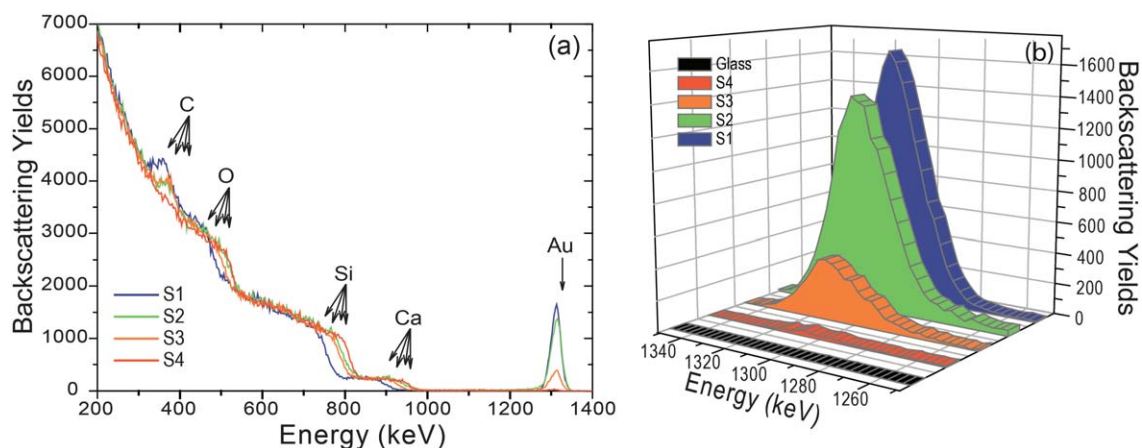 (a)
Backscattering Yields
7000
6000
5000
4000
3000
2000
1000
0
C
O
Si
Ca
Au
S1
S2
S3
S4
200 400 600 800 1000 1200 1400
Energy (keV)
(b)
Glass
S4
S3
S2
S1
1600
1400
1200
1000
800
600
400
200
0
Backscattering Yields
1340 1320 1300 1280 1260
Energy (keV)